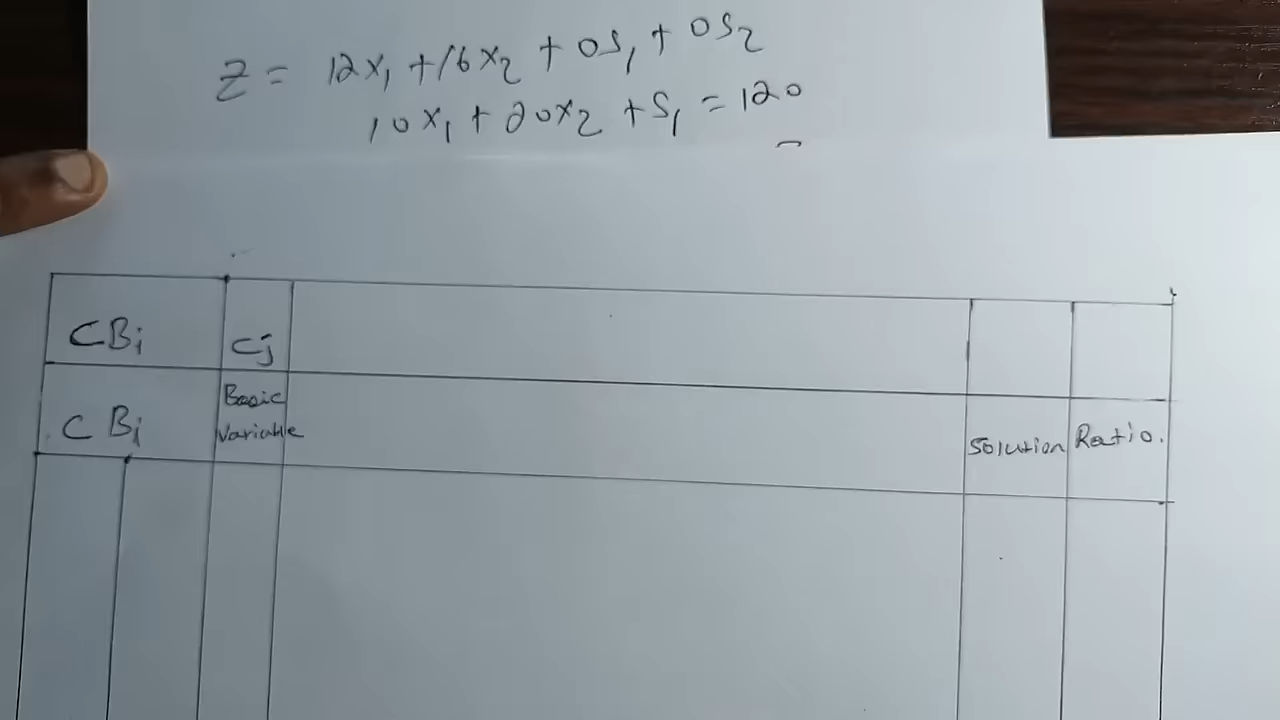 Z = 12x₁ + 16x₂ + 0S₁ + 0S₂
10x₁ + 20x₂ + S₁ = 120
CBi Cj
CBi Basic Variable Solution Ratio.